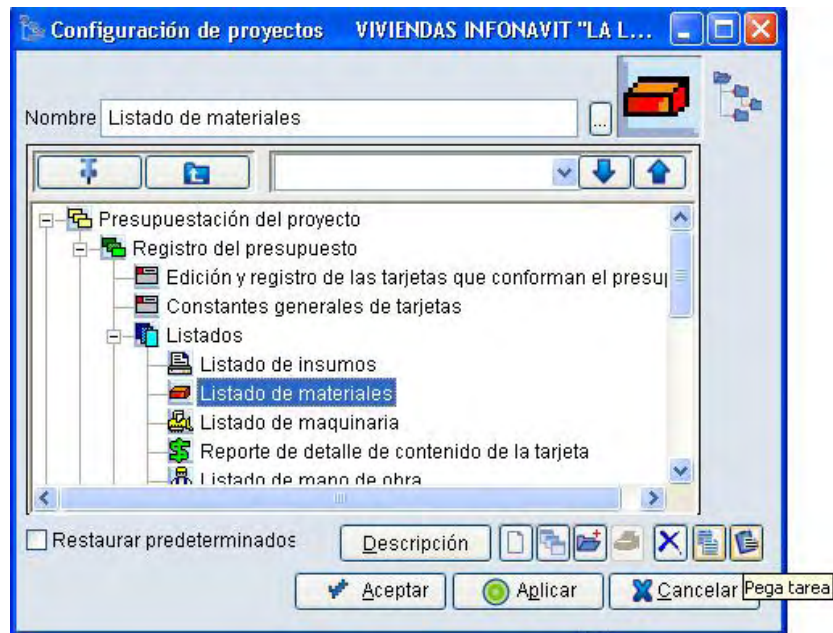 Configuración de proyectos VIVIENDAS INFONAVIT "LA L...
Nombre Listado de materiales ...
Presupuestación del proyecto
Registro del presupuesto
Edición y registro de las tarjetas que conforman el presu
Constantes generales de tarjetas
Listados
Listado de insumos
Listado de materiales
Listado de maquinaria
Reporte de detalle de contenido de la tarjeta
Listado de mano de obra
Restaurar predeterminados Descripción
Aceptar Aplicar Cancelar Pega tarea